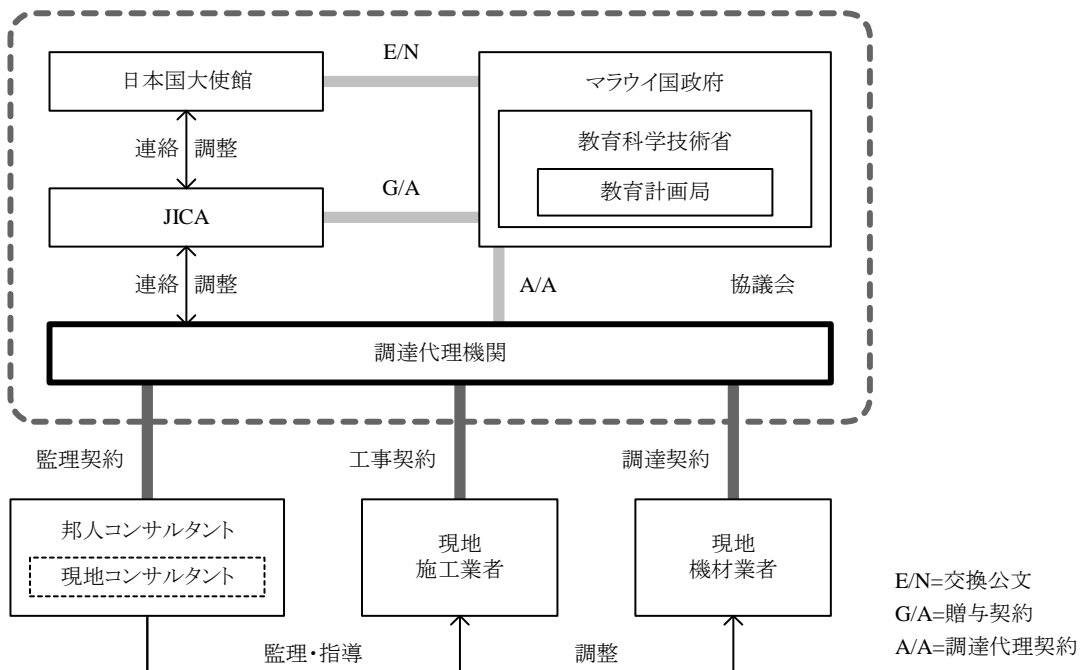 E/N
日本国大使館
マラウイ国政府
教育科学技術省
連絡 調整
教育計画局
G/A
JICA
連絡 調整
A/A
協議会
調達代理機関
監理契約
工事契約
調達契約
邦人コンサルタント
現地コンサルタント
現地
施工業者
現地
機材業者
E/N=交換公文
G/A=贈与契約
A/A=調達代理契約
監理・指導
調整